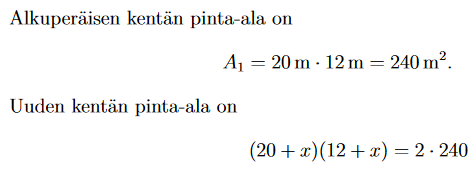 Alkuperäisen kentän pinta-ala on
A₁ = 20 m · 12 m = 240 m².
Uuden kentän pinta-ala on
(20 + x)(12 + x) = 2 · 240